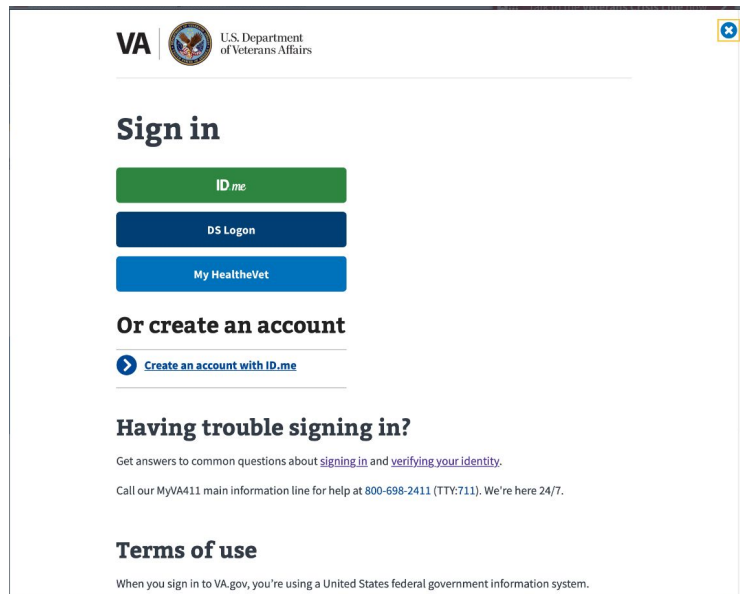 VA
U.S. Department
of Veterans Affairs
Sign in
ID.me
DS Logon
My HealtheVet
Or create an account
Create an account with ID.me
Having trouble signing in?
Get answers to common questions about signing in and verifying your identity.
Call our MyVA411 main information line for help at 800-698-2411 (TTY:711). We're here 24/7.
Terms of use
When you sign in to VA.gov, you're using a United States federal government information system.